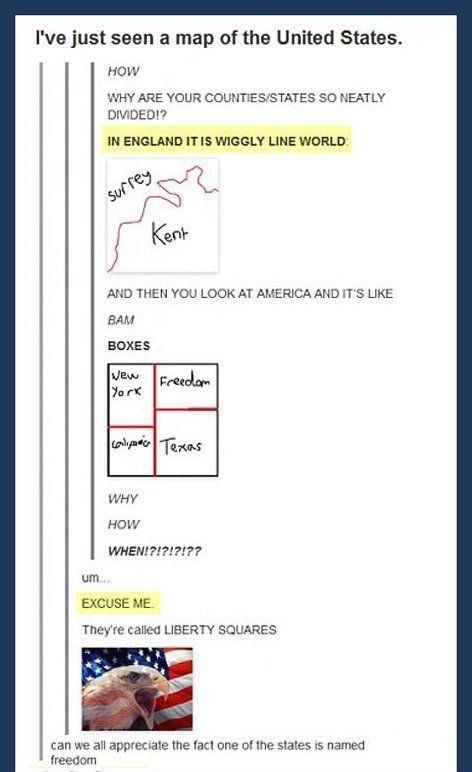 I've just seen a map of the United States.
HOW
WHY ARE YOUR COUNTIES/STATES SO NEATLY
DIVIDED!?
IN ENGLAND IT IS WIGGLY LINE WORLD:
Surrey
Kent
AND THEN YOU LOOK AT AMERICA AND IT'S LIKE
BAM
BOXES
New
York
Freedom
Texas
WHY
HOW
WHEN!?!?!?!??
um...
EXCUSE ME.
They're called LIBERTY SQUARES
can we all appreciate the fact one of the states is named
freedom